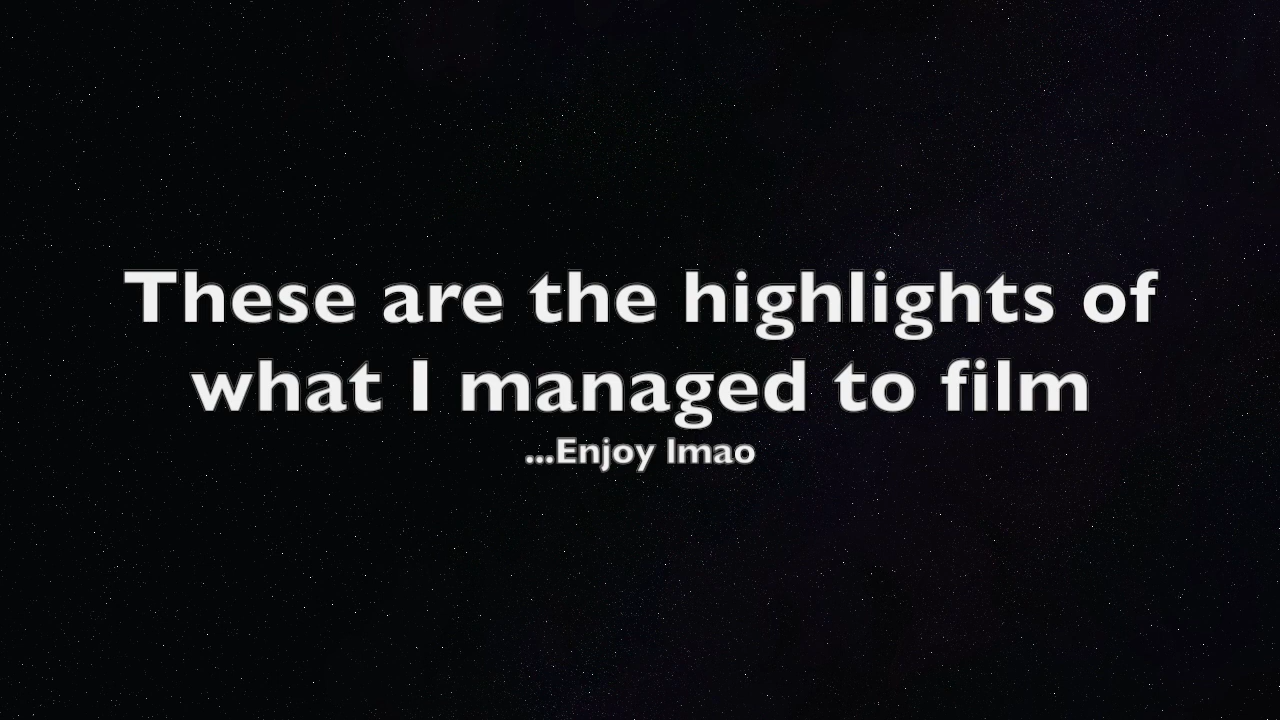 These are the highlights of
what I managed to film
...Enjoy lmao